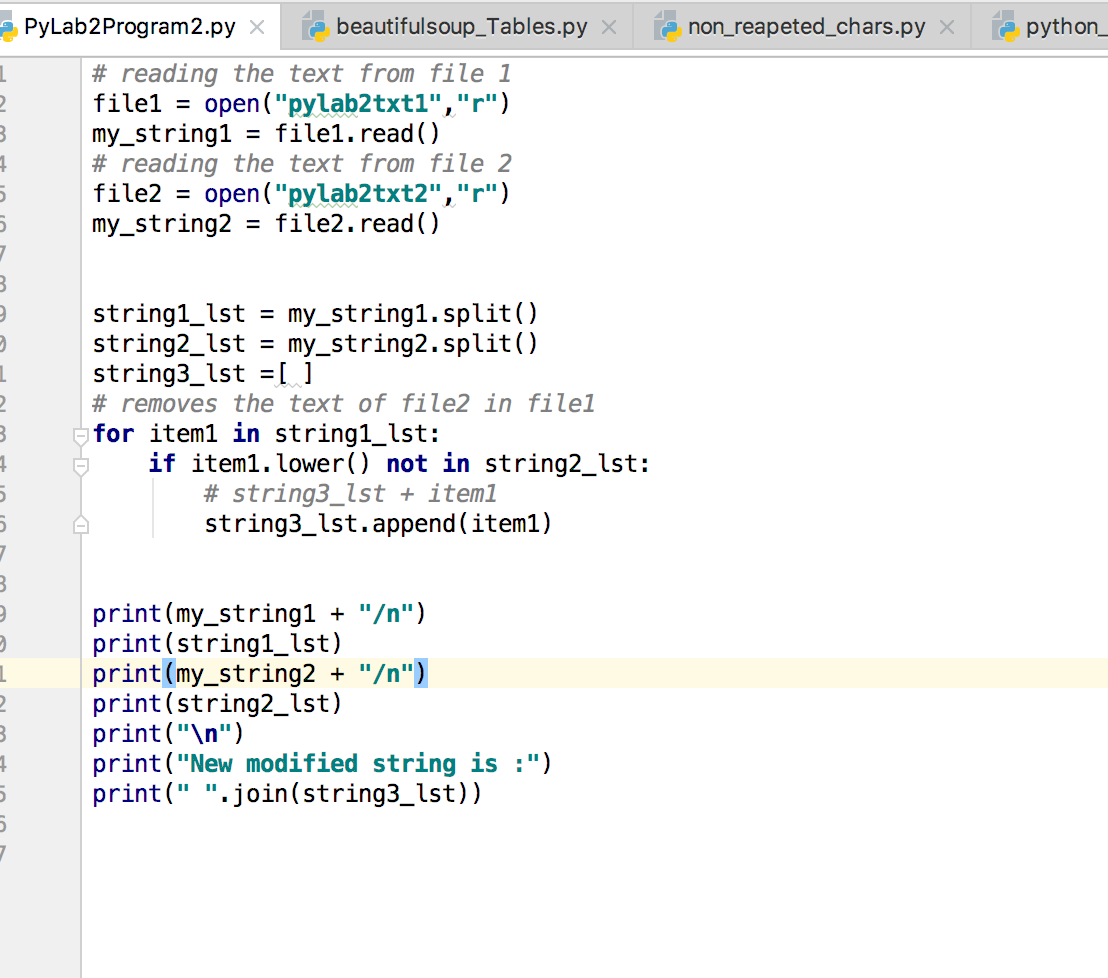 PyLab2Program2.py beautifulsoup_Tables.py non_reapeted_chars.py python_
1 # reading the text from file 1
2 file1 = open("pylab2txt1","r")
3 my_string1 = file1.read()
4 # reading the text from file 2
5 file2 = open("pylab2txt2","r")
6 my_string2 = file2.read()
7
8
9 string1_lst = my_string1.split()
0 string2_lst = my_string2.split()
1 string3_lst =[ ]
2 # removes the text of file2 in file1
3 for item1 in string1_lst:
4     if item1.lower() not in string2_lst:
5         # string3_lst + item1
6         string3_lst.append(item1)
7
8
9 print(my_string1 + "/n")
0 print(string1_lst)
1 print(my_string2 + "/n")
2 print(string2_lst)
3 print("\n")
4 print("New modified string is :")
5 print(" ".join(string3_lst))
6
7